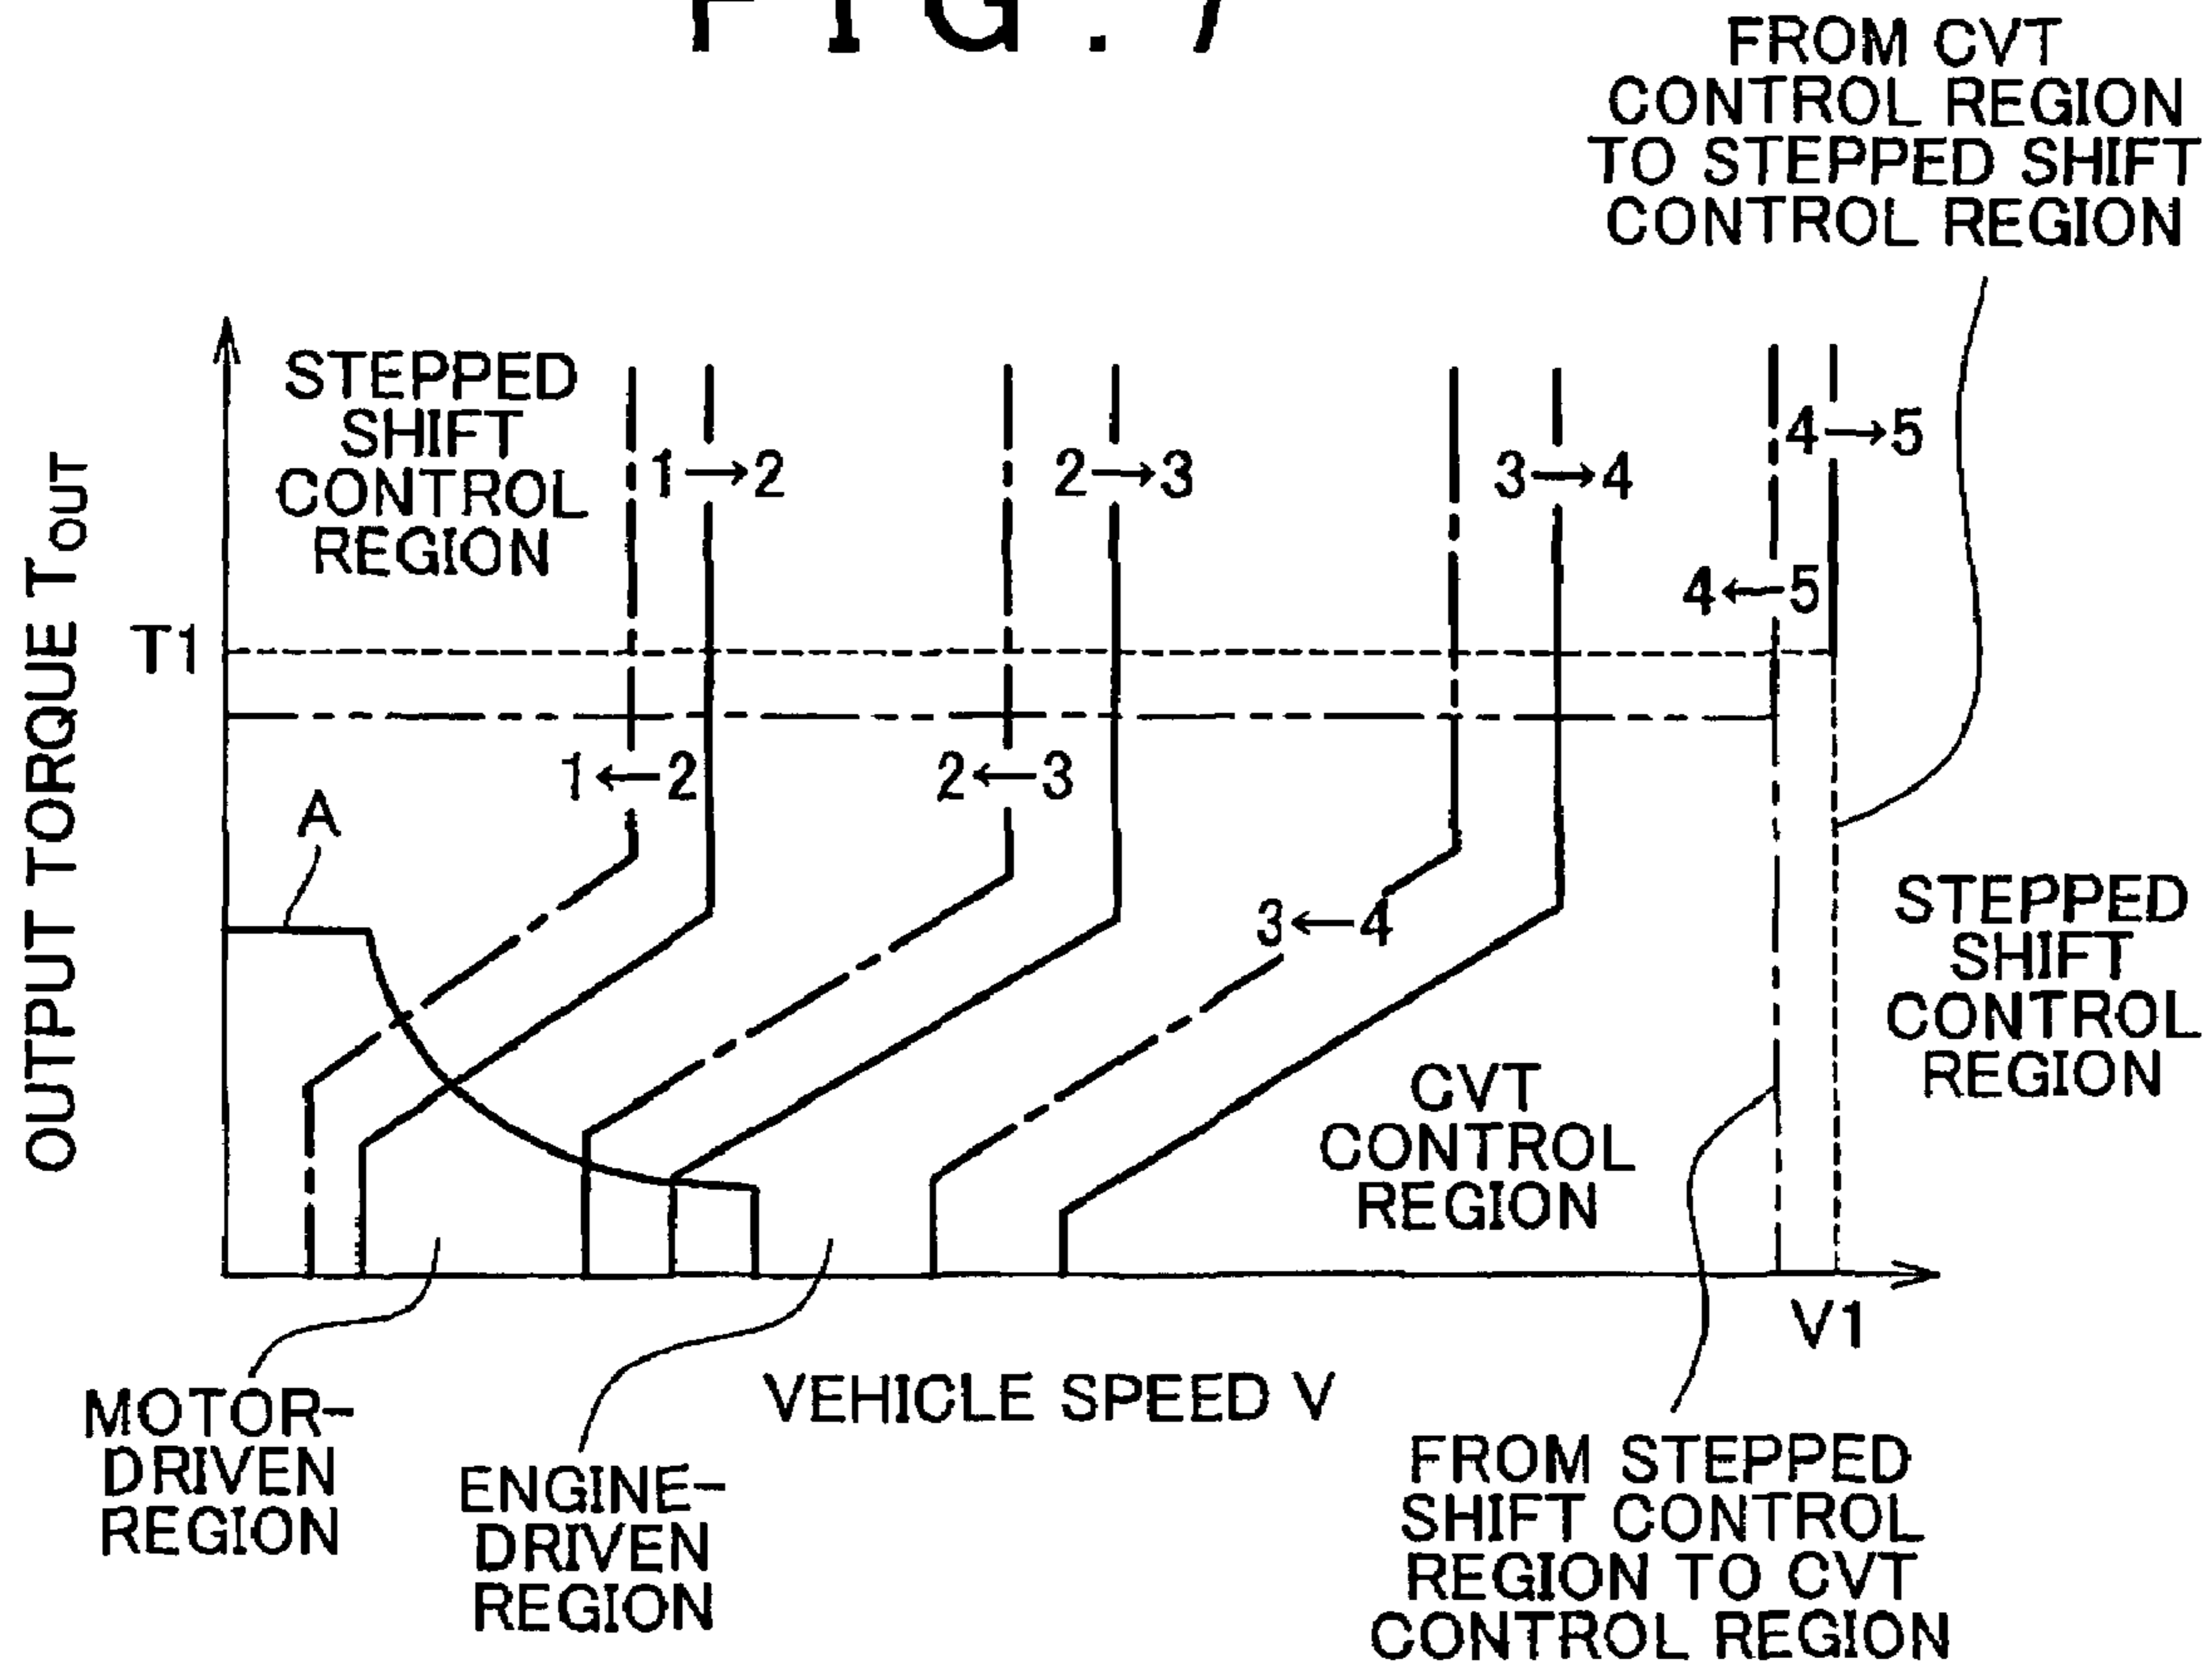 FIG. 7
FROM CVT
CONTROL REGION
TO STEPPED SHIFT
CONTROL REGION
STEPPED
SHIFT
CONTROL
REGION
1→2
2→3
3→4
4→5
4←5
OUTPUT TORQUE TOUT
T1
1←2
2←3
A
3←4
STEPPED
SHIFT
CONTROL
REGION
CVT
CONTROL
REGION
V1
VEHICLE SPEED V
MOTOR-
DRIVEN
REGION
ENGINE-
DRIVEN
REGION
FROM STEPPED
SHIFT CONTROL
REGION TO CVT
CONTROL REGION